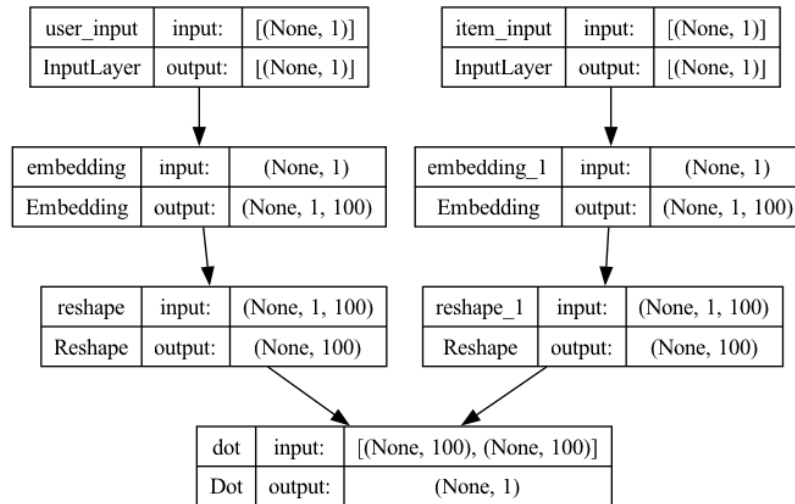 user_input input: [(None, 1)]
InputLayer output: [(None, 1)]
item_input input: [(None, 1)]
InputLayer output: [(None, 1)]
embedding input: (None, 1)
Embedding output: (None, 1, 100)
embedding_1 input: (None, 1)
Embedding output: (None, 1, 100)
reshape input: (None, 1, 100)
Reshape output: (None, 100)
reshape_1 input: (None, 1, 100)
Reshape output: (None, 100)
dot input: [(None, 100), (None, 100)]
Dot output: (None, 1)